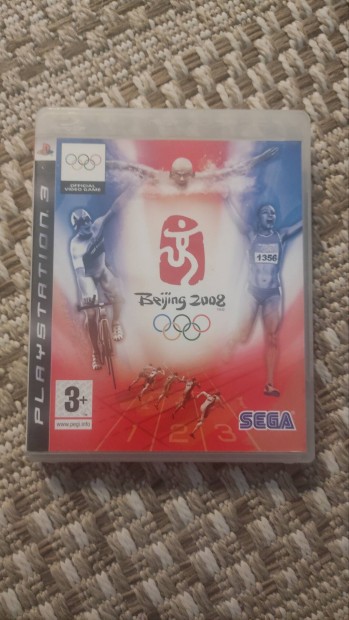 PLAYSTATION 3
OFFICIAL
VIDEO GAME
1356
Beijing 2008
3+
www.pegi.info
1 2 3
SEGA